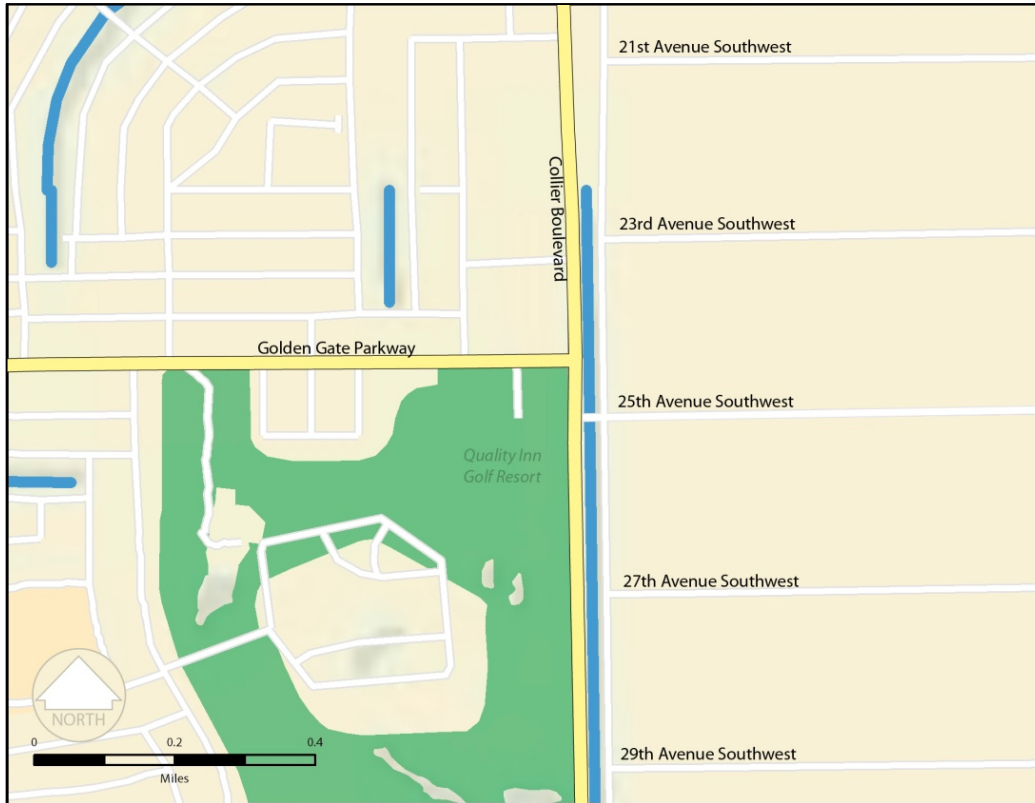 21st Avenue Southwest
Collier Boulevard
23rd Avenue Southwest
Golden Gate Parkway
25th Avenue Southwest
Quality Inn
Golf Resort
27th Avenue Southwest
NORTH
0 0.2 0.4
Miles
29th Avenue Southwest